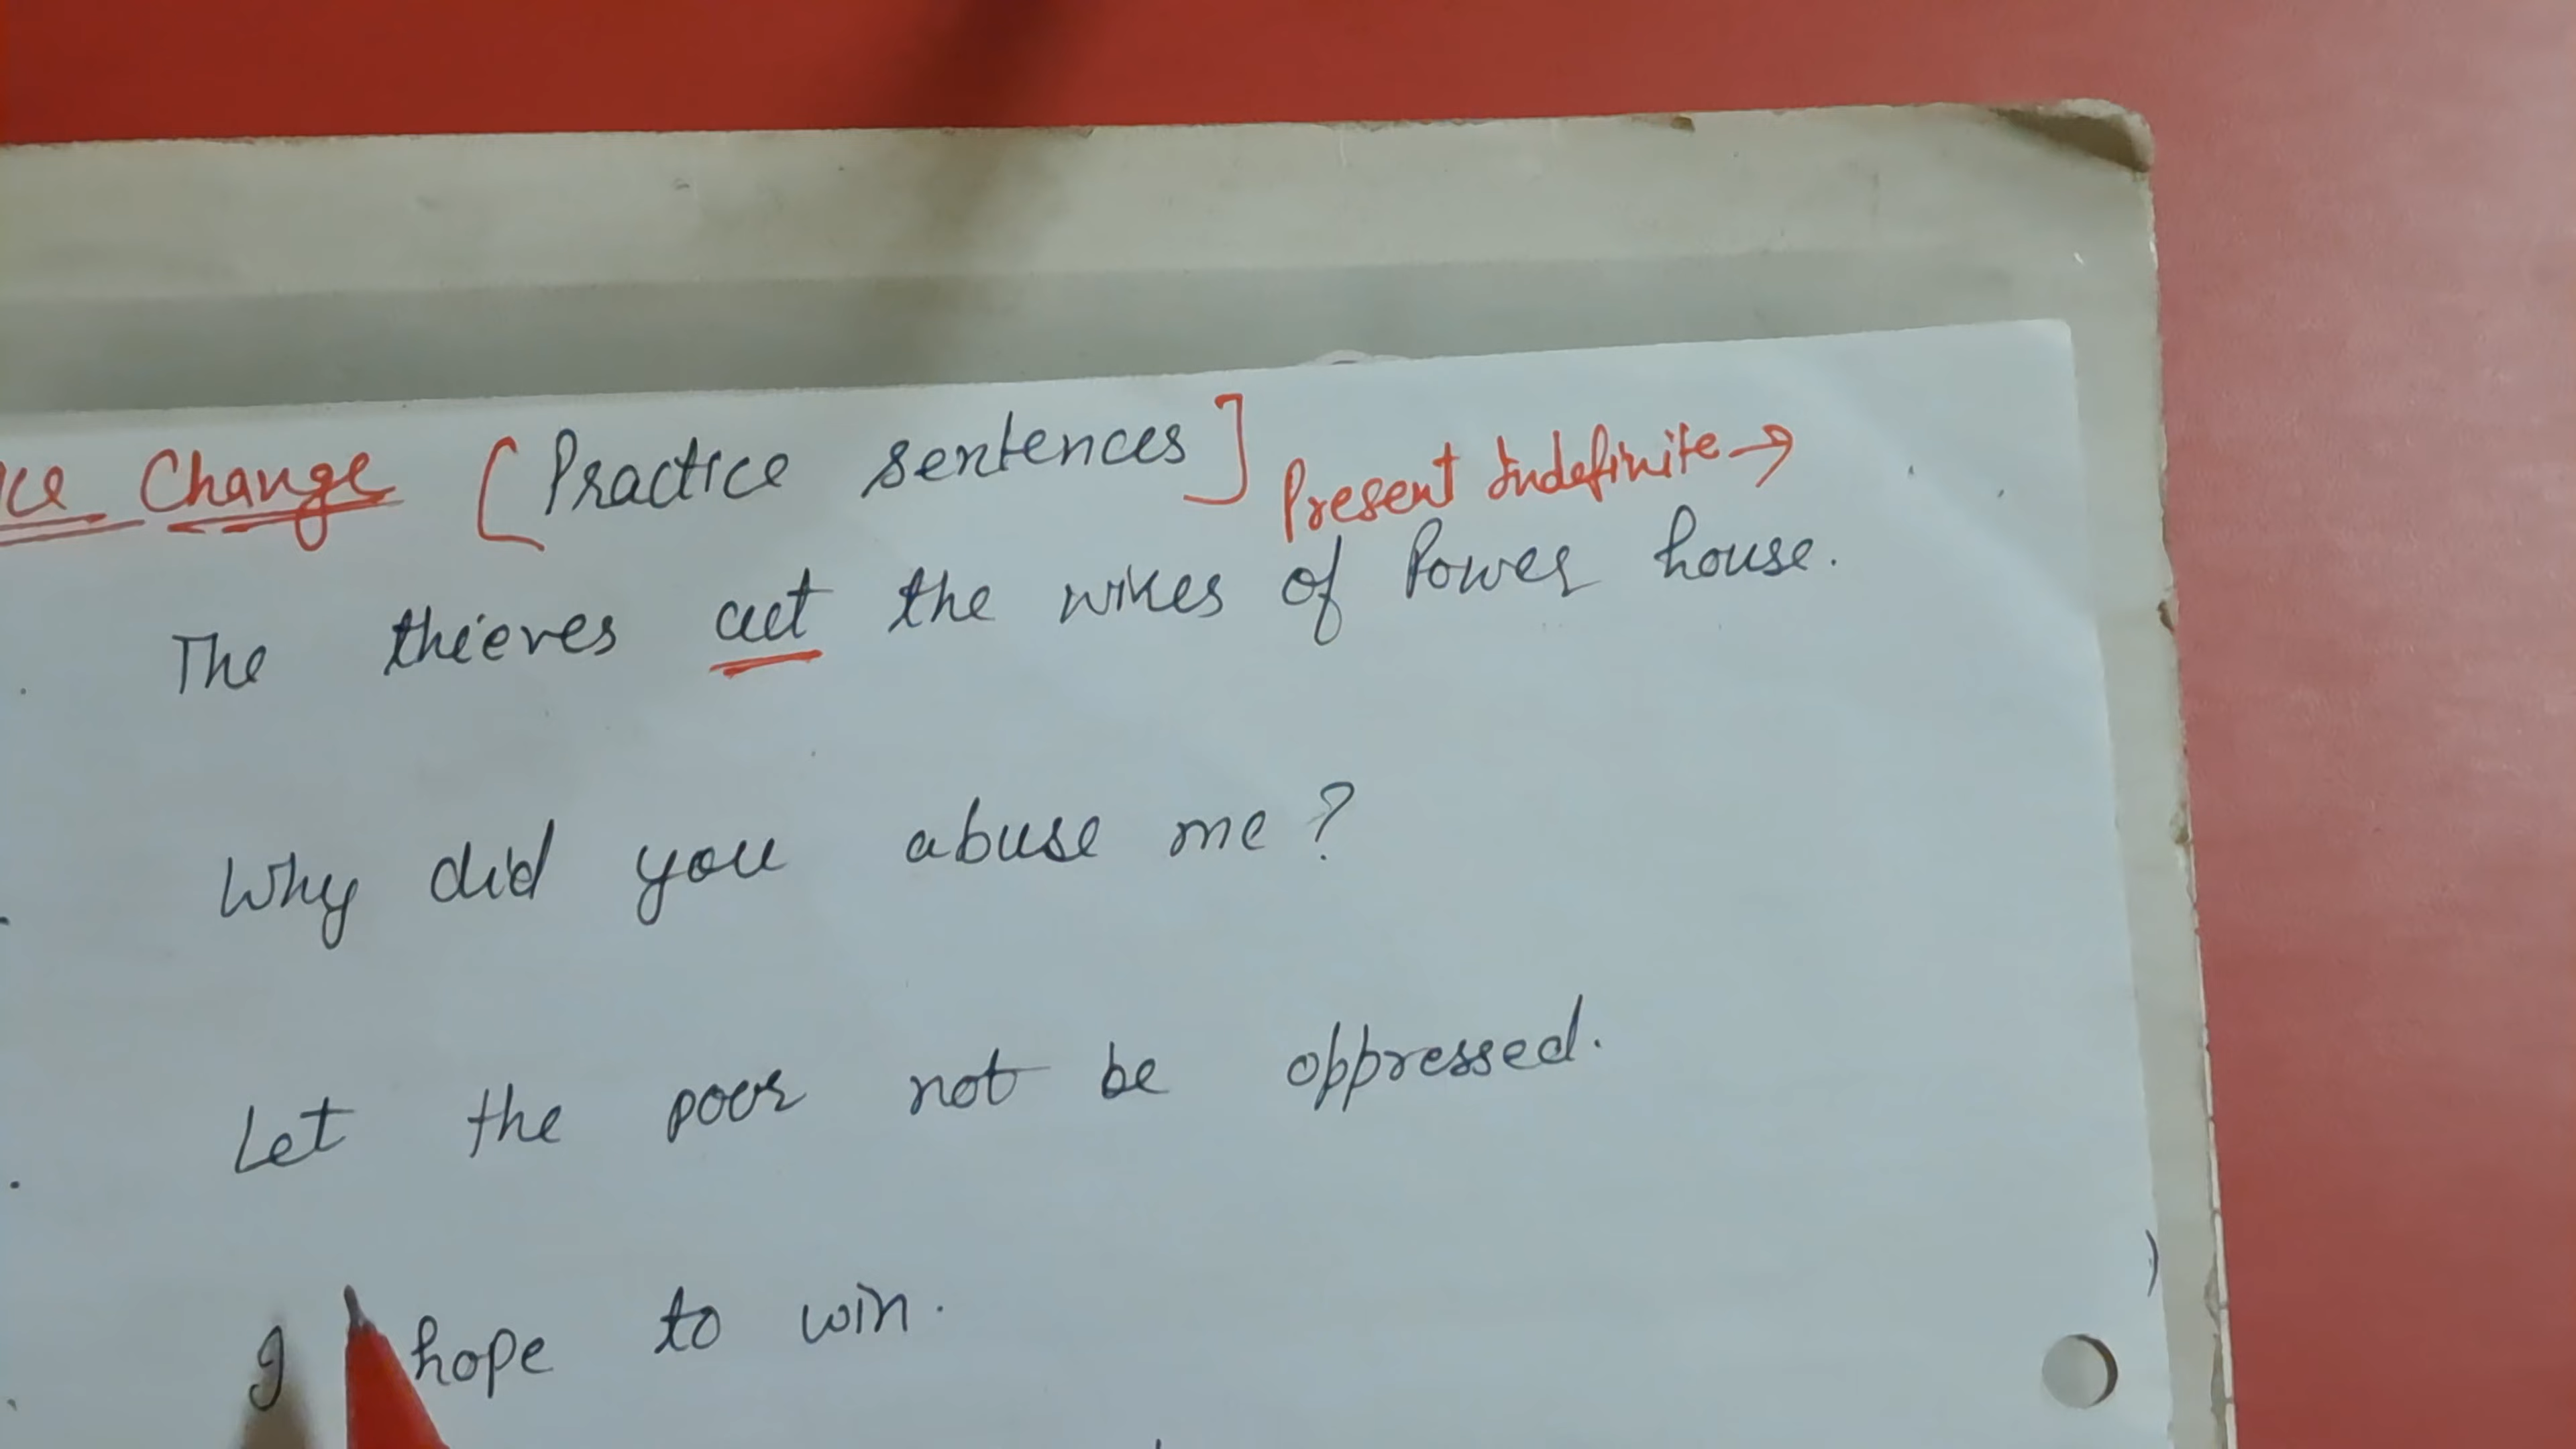 ice Change [Practice sentences] Present Indefinite →
The thieves cut the wires of Power house.
Why did you abuse me?
Let the poor not be oppressed.
I hope to win.